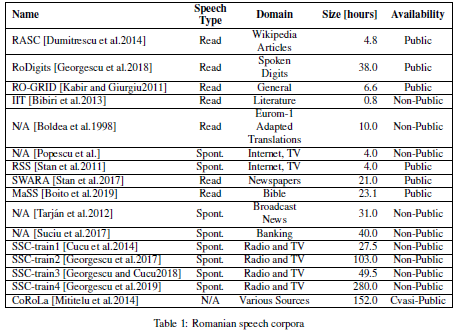 Name Speech Type Domain Size [hours] Availability
RASC [Dumitrescu et al.2014] Read Wikipedia Articles 4.8 Public
RoDigits [Georgescu et al.2018] Read Spoken Digits 38.0 Public
RO-GRID [Kabir and Giurgiu2011] Read General 6.6 Public
IIT [Bibiri et al.2013] Read Literature 0.8 Non-Public
N/A [Boldea et al.1998] Read Eurom-1 Adapted Translations 10.0 Non-Public
N/A [Popescu et al.] Spont. Internet, TV 4.0 Non-Public
RSS [Stan et al.2011] Spont. Internet, TV 4.0 Public
SWARA [Stan et al.2017] Read Newspapers 21.0 Public
MaSS [Boito et al.2019] Read Bible 23.1 Public
N/A [Tarján et al.2012] Spont. Broadcast News 31.0 Non-Public
N/A [Suciu et al.2017] Spont. Banking 40.0 Non-Public
SSC-train1 [Cucu et al.2014] Spont. Radio and TV 27.5 Non-Public
SSC-train2 [Georgescu et al.2017] Spont. Radio and TV 103.0 Non-Public
SSC-train3 [Georgescu and Cucu2018] Spont. Radio and TV 49.5 Non-Public
SSC-train4 [Georgescu et al.2019] Spont. Radio and TV 280.0 Non-Public
CoRoLa [Mititelu et al.2014] N/A Various Sources 152.0 Cvasi-Public
Table 1: Romanian speech corpora